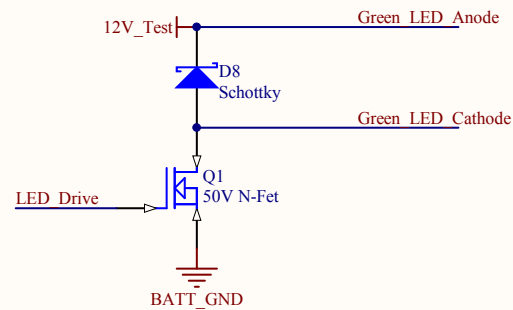 12V_Test
Green_LED_Anode
D8
Schottky
Green_LED_Cathode
Q1
50V N-Fet
LED_Drive
BATT_GND